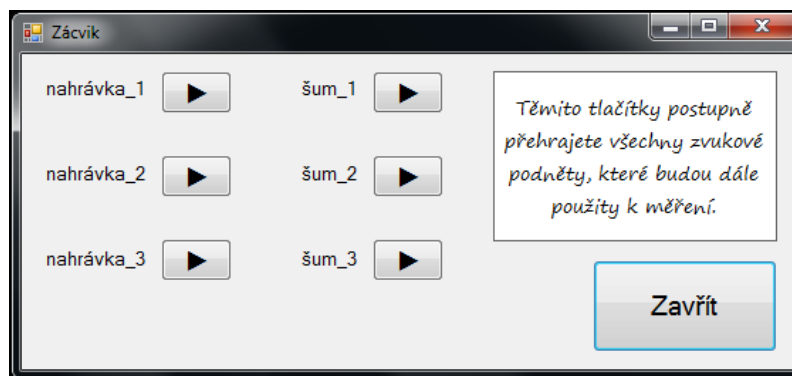 Zácvik
nahrávka_1
šum_1
nahrávka_2
šum_2
nahrávka_3
šum_3
Těmito tlačítky postupně
přehrajete všechny zvukové
podněty, které budou dále
použity k měření.
Zavřít